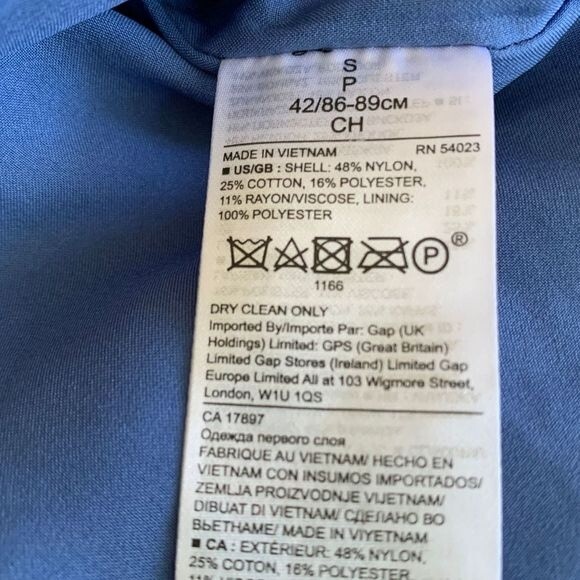 S
P
42/86-89CM
CH
MADE IN VIETNAM RN 54023
■ US/GB : SHELL: 48% NYLON,
25% COTTON, 16% POLYESTER,
11% RAYON/VISCOSE, LINING:
100% POLYESTER
P®
1166
DRY CLEAN ONLY
Imported By/Importe Par: Gap (UK
Holdings) Limited: GPS (Great Britain)
Limited Gap Stores (Ireland) Limited Gap
Europe Limited All at 103 Wigmore Street,
London, W1U 1QS
CA 17897
Одежда первого слоя
FABRIQUE AU VIETNAM/ HECHO EN
VIETNAM CON INSUMOS IMPORTADOS/
ZEMLJA PROIZVODNJE VIJETNAM/
DIBUAT DI VIETNAM/ СДЕЛАНО ВО
ВЬЕТНАМЕ/ MADE IN VIYETNAM
■ CA : EXTÉRIEUR: 48% NYLON,
25% COTON, 16% POLYESTER,